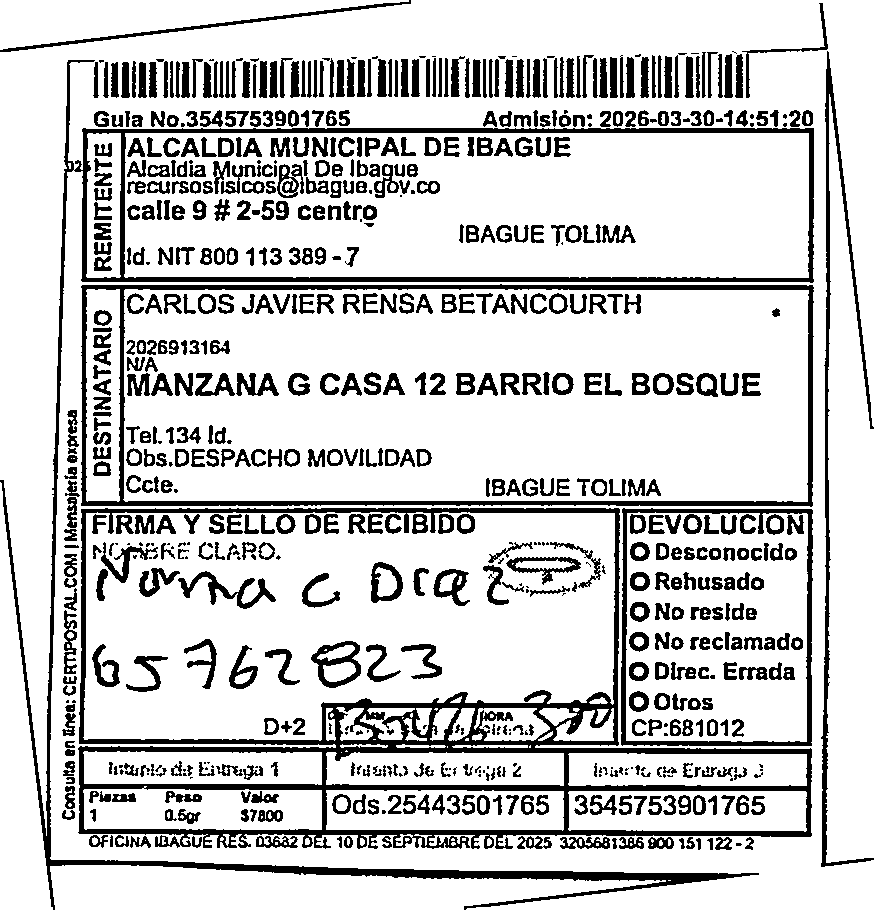 Guia No.3545753901765 Admisión: 2026-03-30-14:51:20
REMITENTE
ALCALDIA MUNICIPAL DE IBAGUE
Alcaldia Municipal De Ibague
recursosfisicos@ibague.gov.co
calle 9 # 2-59 centro
IBAGUE TOLIMA
Id. NIT 800 113 389 - 7
DESTINATARIO
CARLOS JAVIER RENSA BETANCOURTH
2026913164
N/A
MANZANA G CASA 12 BARRIO EL BOSQUE
Tel.134 Id.
Obs.DESPACHO MOVILIDAD
Ccte. IBAGUE TOLIMA
FIRMA Y SELLO DE RECIBIDO
NOMBRE CLARO.
Norma C Diaz
65762823
D+2
HORA
DEVOLUCION
Desconocido
Rehusado
No reside
No reclamado
Direc. Errada
Otros
CP:681012
Intento de Entrega 1 Intento de Entrega 2 Intento de Entrega 3
Piezas Peso Valor
1 0.5gr $7800
Ods.25443501765 3545753901765
OFICINA IBAGUE RES. 03682 DEL 10 DE SEPTIEMBRE DEL 2025 3205681386 900 151 122 - 2
Consulta en línea: CERTIPOSTAL.COM | Mensajería expresa